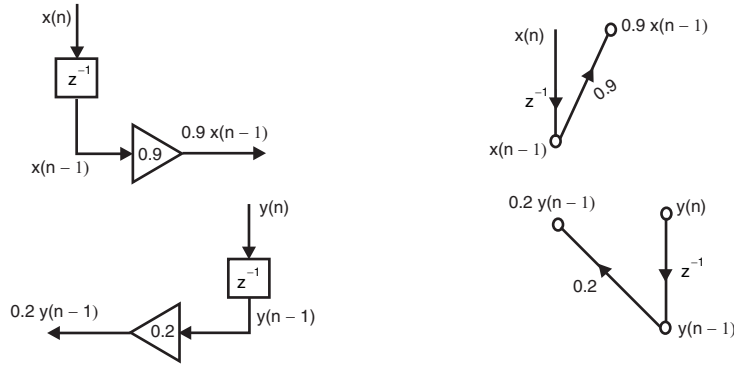 x(n)
z⁻¹
0.9
0.9 x(n – 1)
x(n – 1)
x(n)
0.9 x(n – 1)
z⁻¹
0.9
x(n – 1)
y(n)
z⁻¹
0.2 y(n – 1)
0.2
y(n – 1)
0.2 y(n – 1)
y(n)
z⁻¹
0.2
y(n – 1)